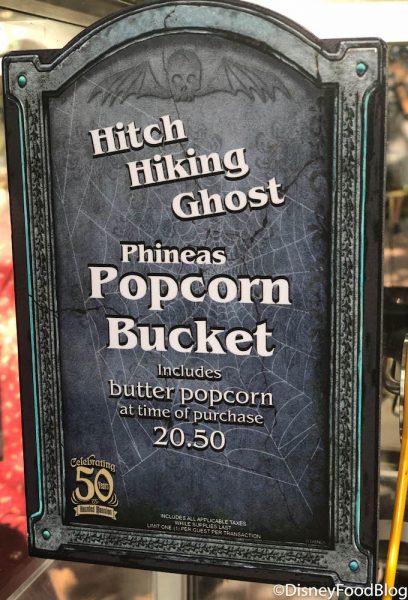 Hitch
Hiking
Ghost
Phineas
Popcorn
Bucket
Includes
butter popcorn
at time of purchase
20.50
Celebrating
50 Years
Haunted Mansion
INCLUDES ALL APPLICABLE TAXES
WHILE SUPPLIES LAST
LIMIT ONE (1) PER GUEST PER TRANSACTION
©DisneyFoodBlog